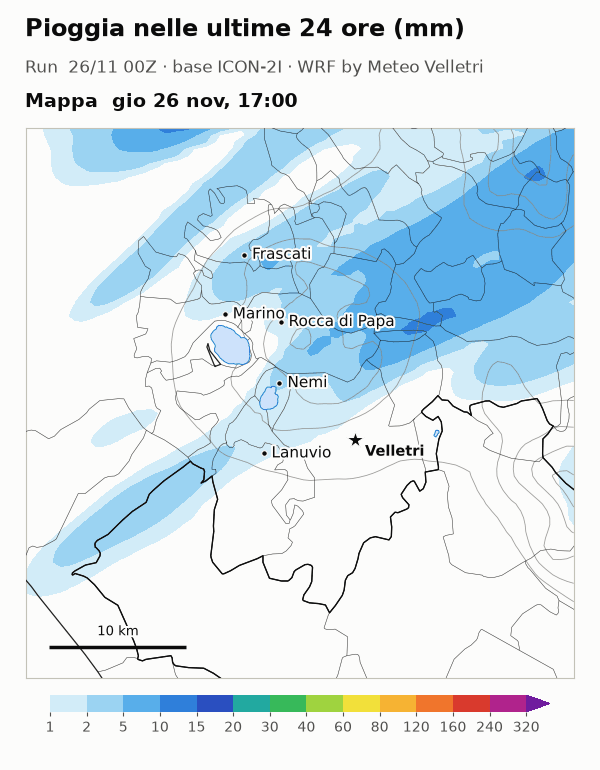 Pioggia nelle ultime 24 ore (mm)
Run 26/11 00Z · base ICON-2I · WRF by Meteo Velletri
Mappa gio 26 nov, 17:00
Frascati
Marino
Rocca di Papa
Nemi
Velletri
Lanuvio
10 km
1 2 5 10 15 20 30 40 60 80 120 160 240 320